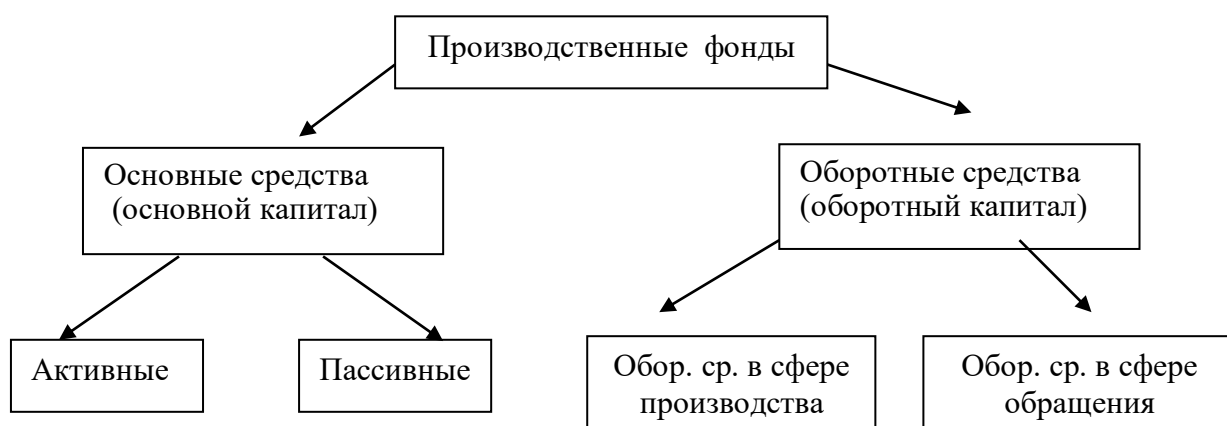 Производственные фонды
Основные средства
(основной капитал)
Оборотные средства
(оборотный капитал)
Активные
Пассивные
Обор. ср. в сфере
производства
Обор. ср. в сфере
обращения